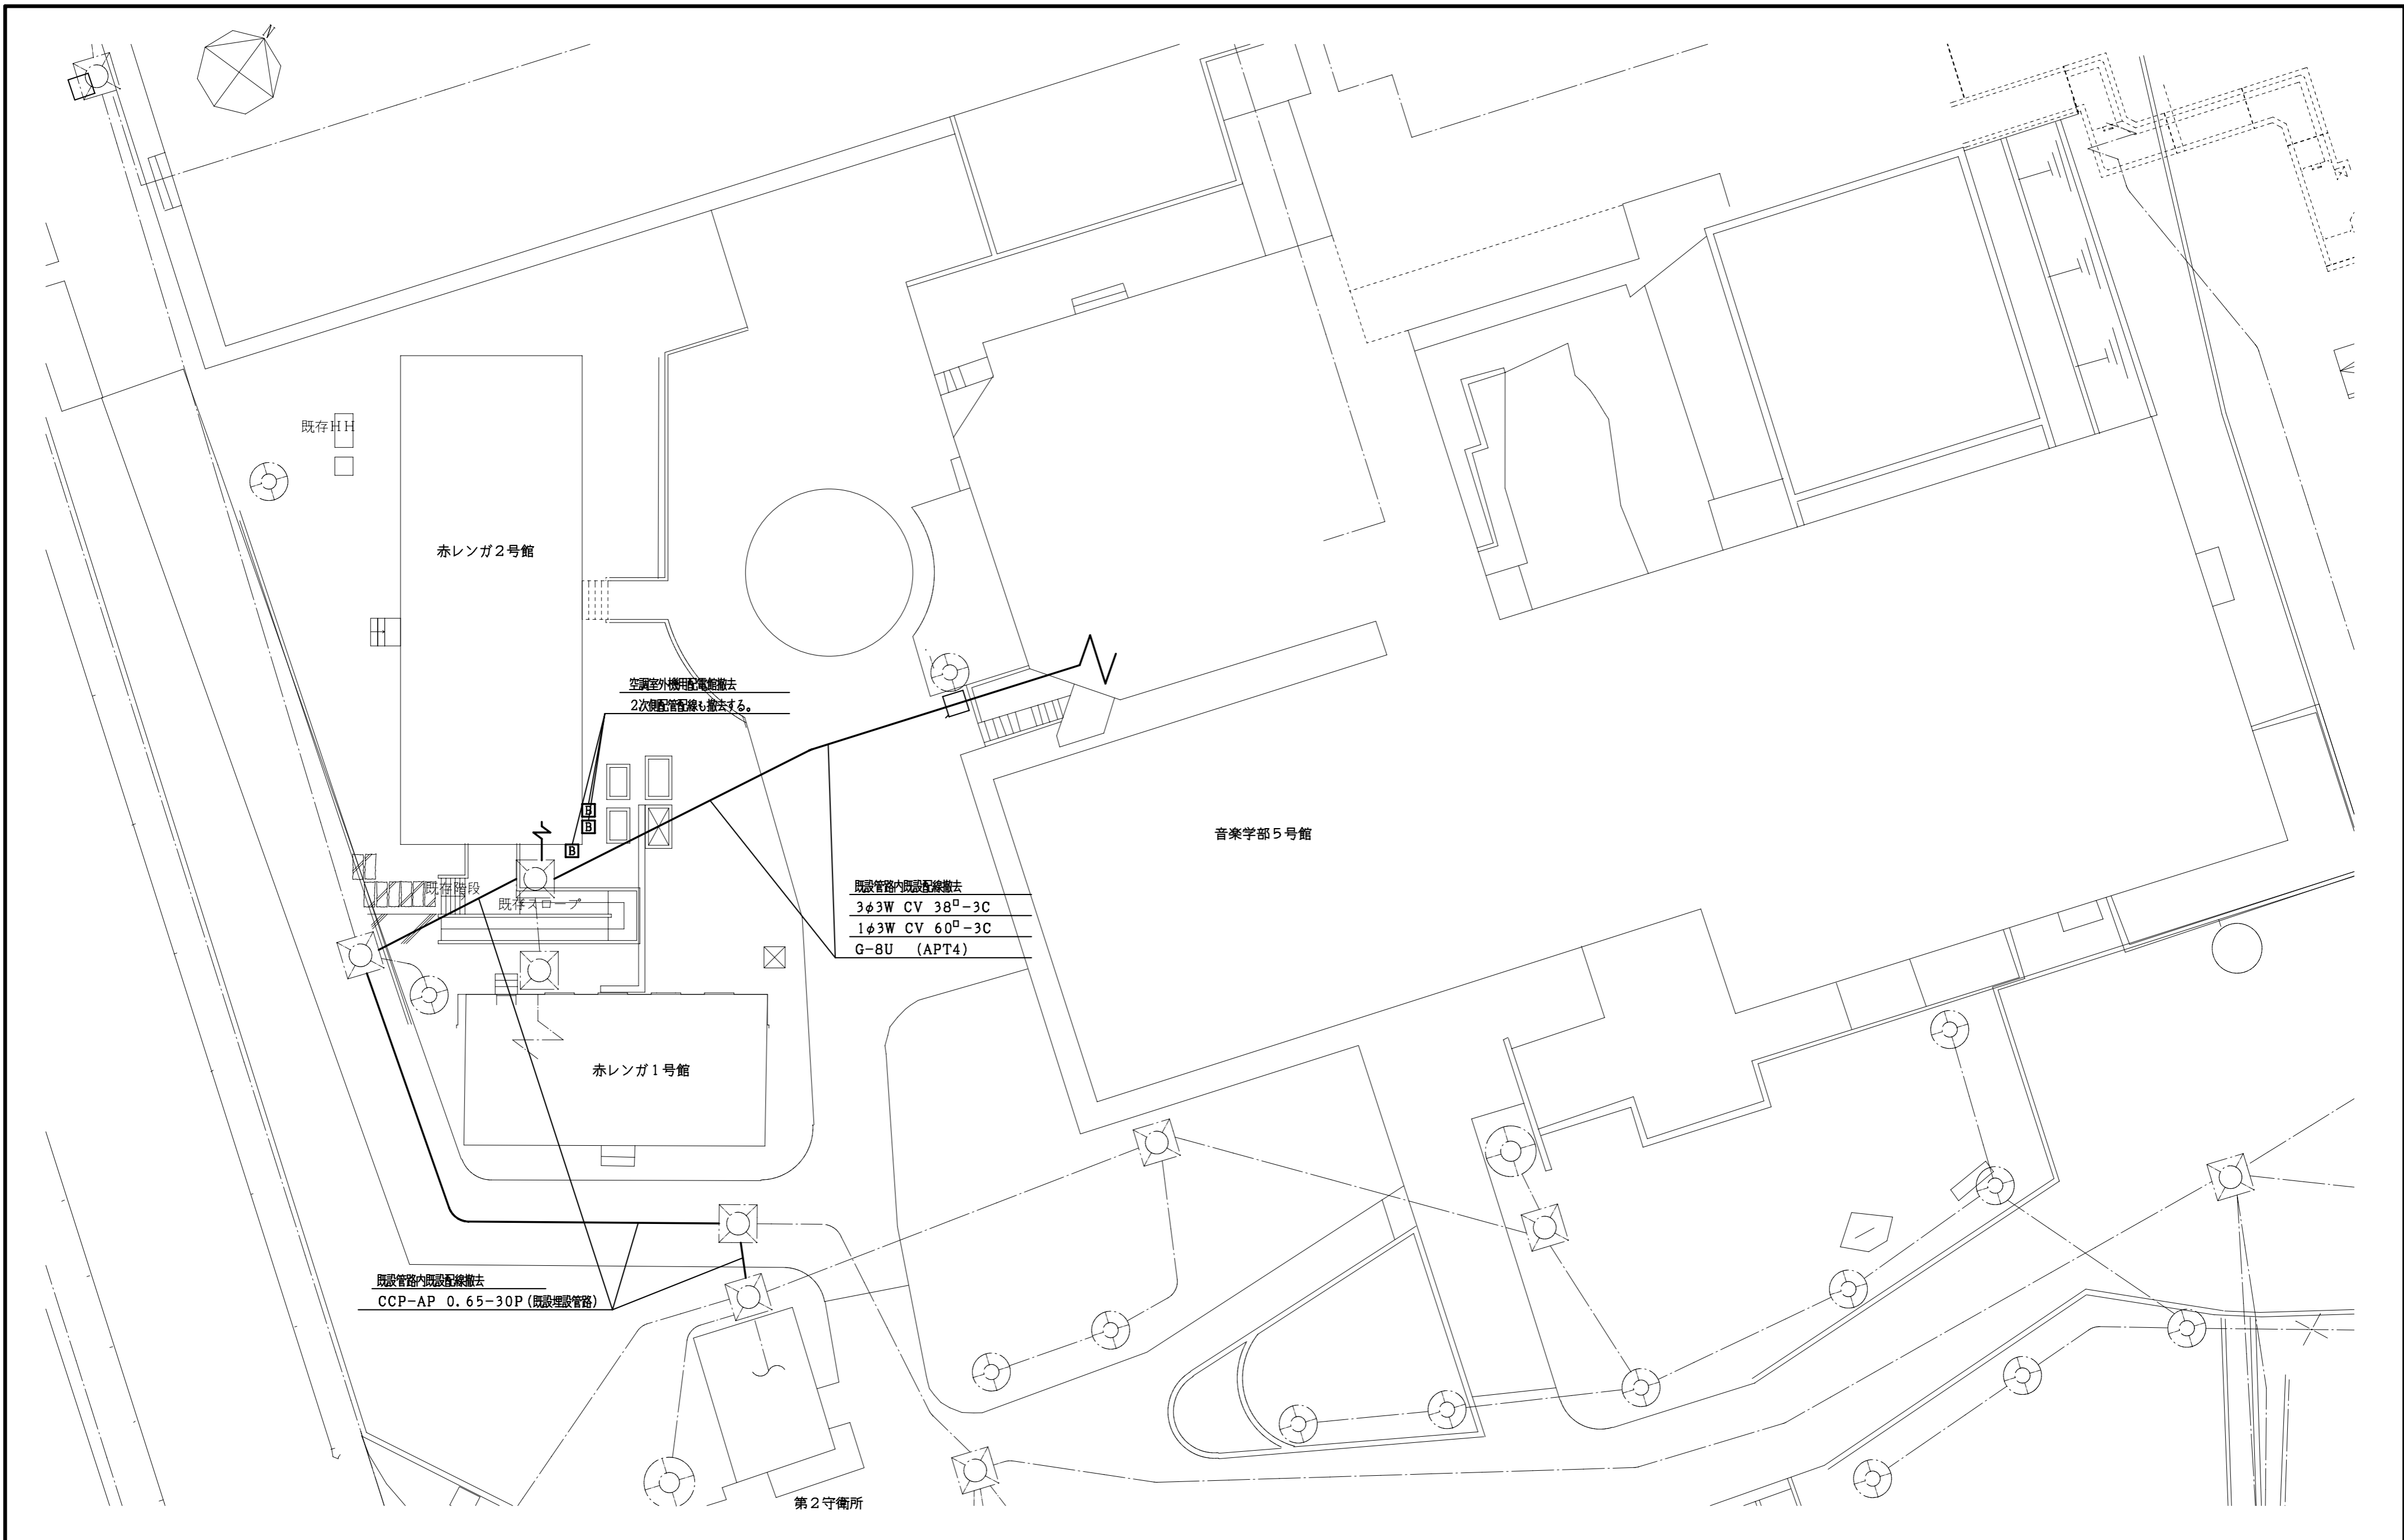 N
既存HH
赤レンガ2号館
空調室外機用配電館撤去
2次側配管配線も撤去する。
B
B
B
音楽学部5号館
既存階段
既存スロープ
既設管路内既設配線撤去
3φ3W CV 38□-3C
1φ3W CV 60□-3C
G-8U (APT4)
赤レンガ1号館
既設管路内既設配線撤去
CCP-AP 0.65-30P(既設埋設管路)
第2守衛所